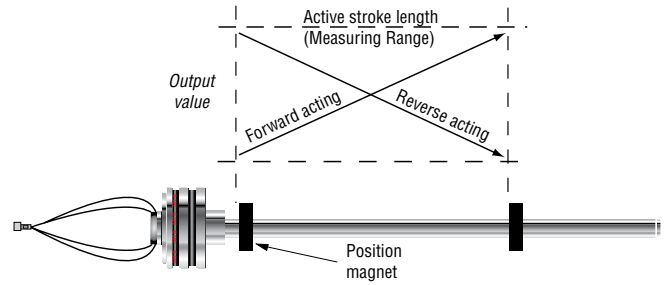 Active stroke length
(Measuring Range)
Output
value
Forward acting
Reverse acting
Position
magnet